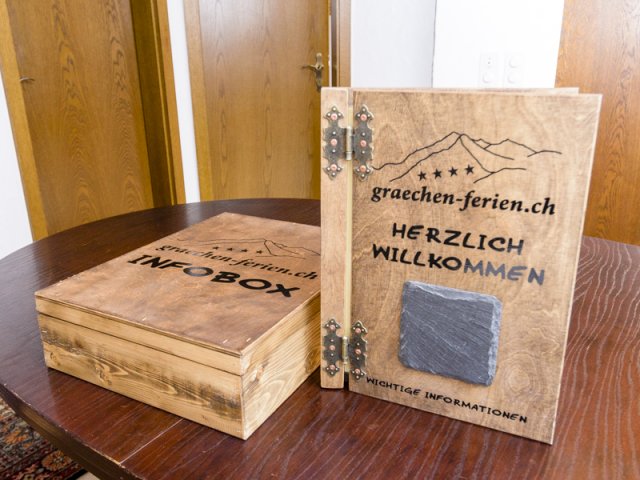 graechen-ferien.ch
INFOBOX
graechen-ferien.ch
HERZLICH
WILLKOMMEN
WICHTIGE INFORMATIONEN